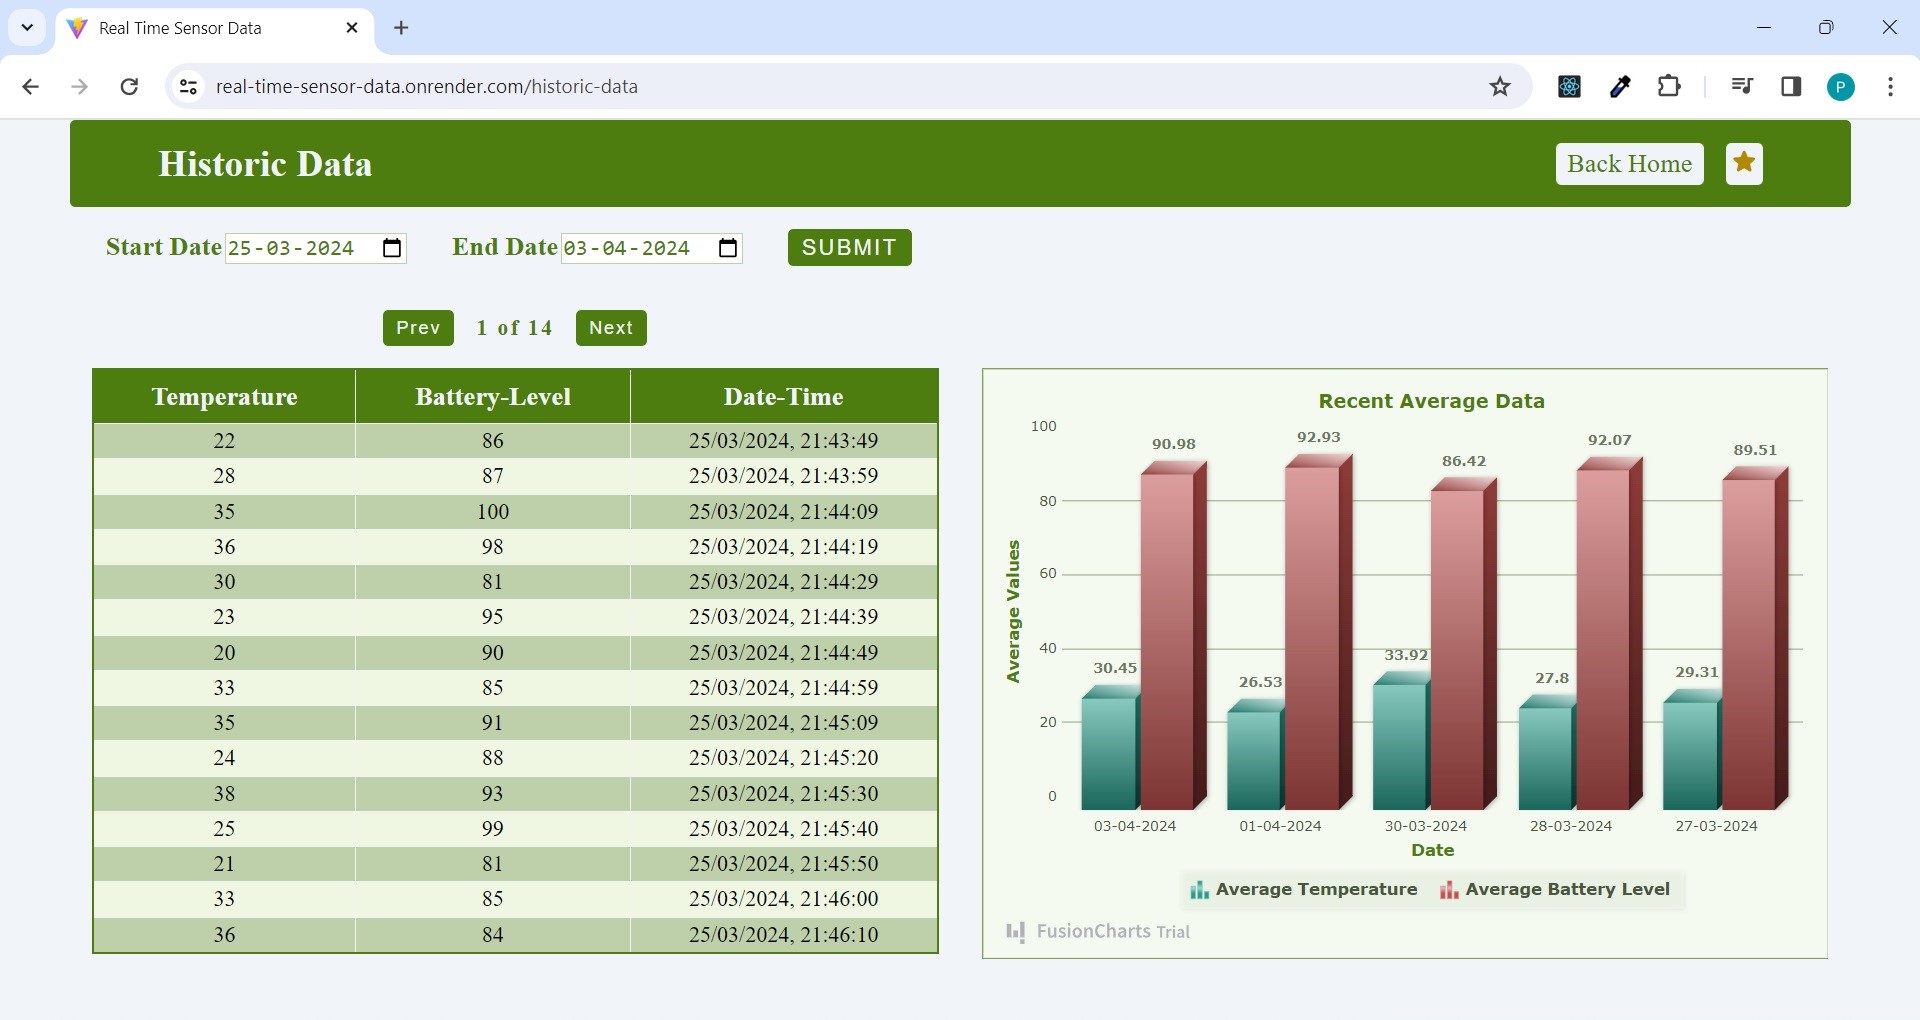 Real Time Sensor Data
real-time-sensor-data.onrender.com/historic-data
P
Historic Data
Back Home
Start Date 25-03-2024 End Date 03-04-2024 SUBMIT
Prev 1 of 14 Next
Temperature Battery-Level Date-Time
22 86 25/03/2024, 21:43:49
28 87 25/03/2024, 21:43:59
35 100 25/03/2024, 21:44:09
36 98 25/03/2024, 21:44:19
30 81 25/03/2024, 21:44:29
23 95 25/03/2024, 21:44:39
20 90 25/03/2024, 21:44:49
33 85 25/03/2024, 21:44:59
35 91 25/03/2024, 21:45:09
24 88 25/03/2024, 21:45:20
38 93 25/03/2024, 21:45:30
25 99 25/03/2024, 21:45:40
21 81 25/03/2024, 21:45:50
33 85 25/03/2024, 21:46:00
36 84 25/03/2024, 21:46:10
Recent Average Data
Average Values
100
80
60
40
20
0
90.98 92.93 86.42 92.07 89.51
30.45 26.53 33.92 27.8 29.31
03-04-2024 01-04-2024 30-03-2024 28-03-2024 27-03-2024
Date
Average Temperature Average Battery Level
FusionCharts Trial